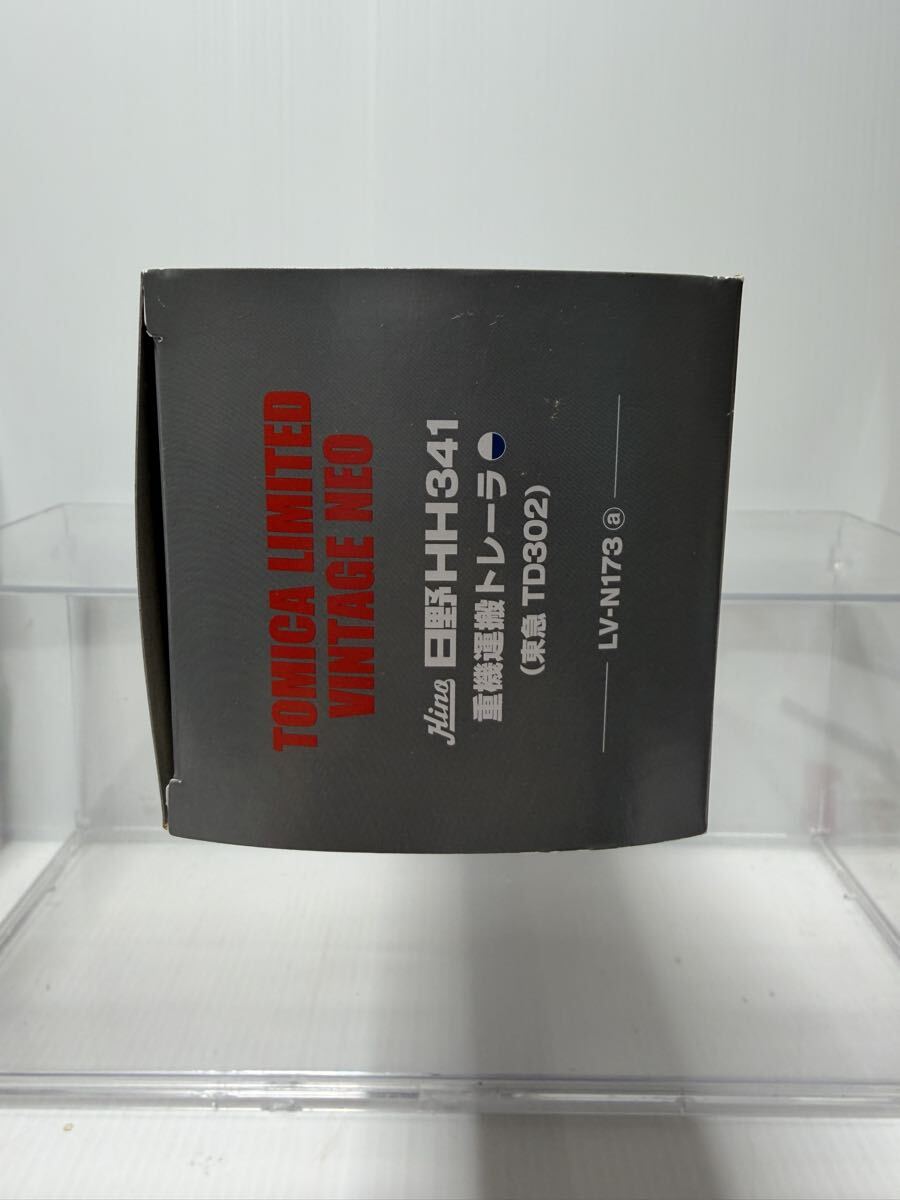 TOMICA LIMITED
VINTAGE NEO
Hino 日野HH341
重機運搬トレーラ
(東急 TD302)
LV-N173 ⓐ